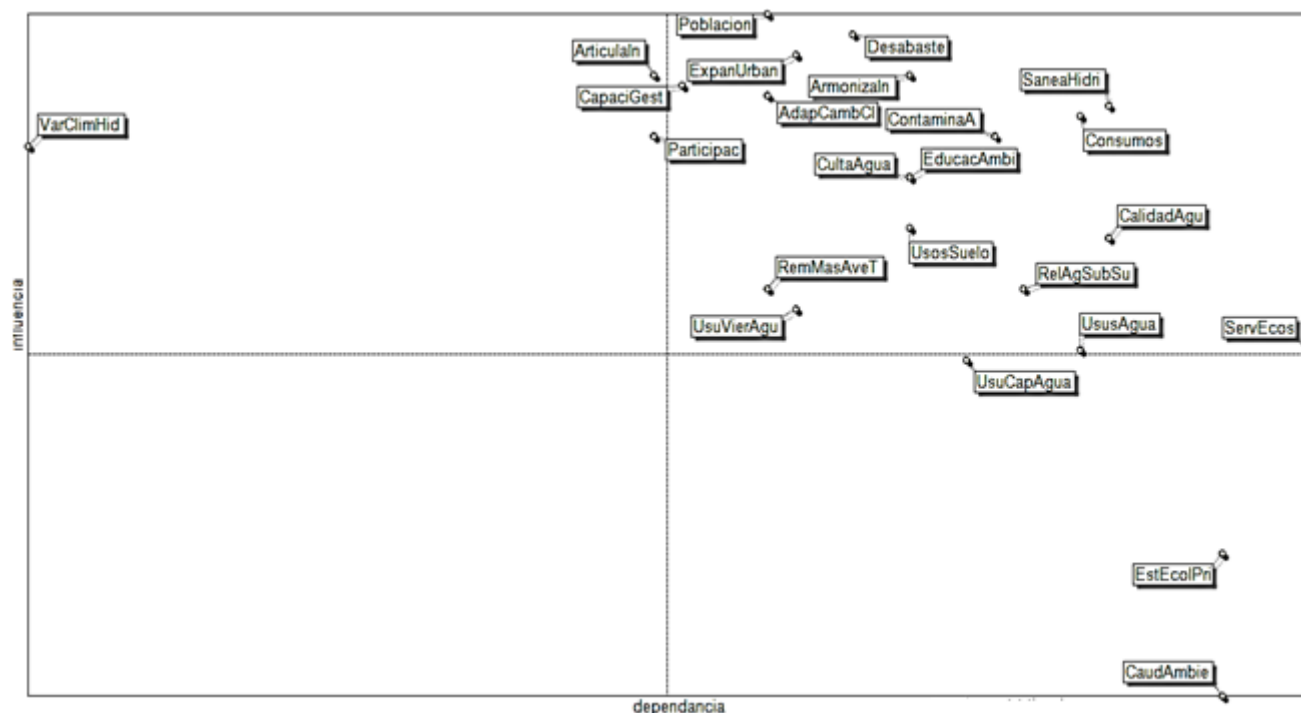 Poblacion
Desabaste
ArticulaIn
ExpanUrban
ArmonizaIn
SaneaHidri
CapaciGest
AdapCambCl
ContaminaA
VarClimHid
Participac
Consumos
CultaAgua
EducacAmbi
CalidadAgu
UsosSuelo
RemMasAveT
RelAgSubSu
UsuVierAgu
UsusAgua
ServEcos
UsuCapAgua
influencia
EstEcolPri
CaudAmbie
dependancia